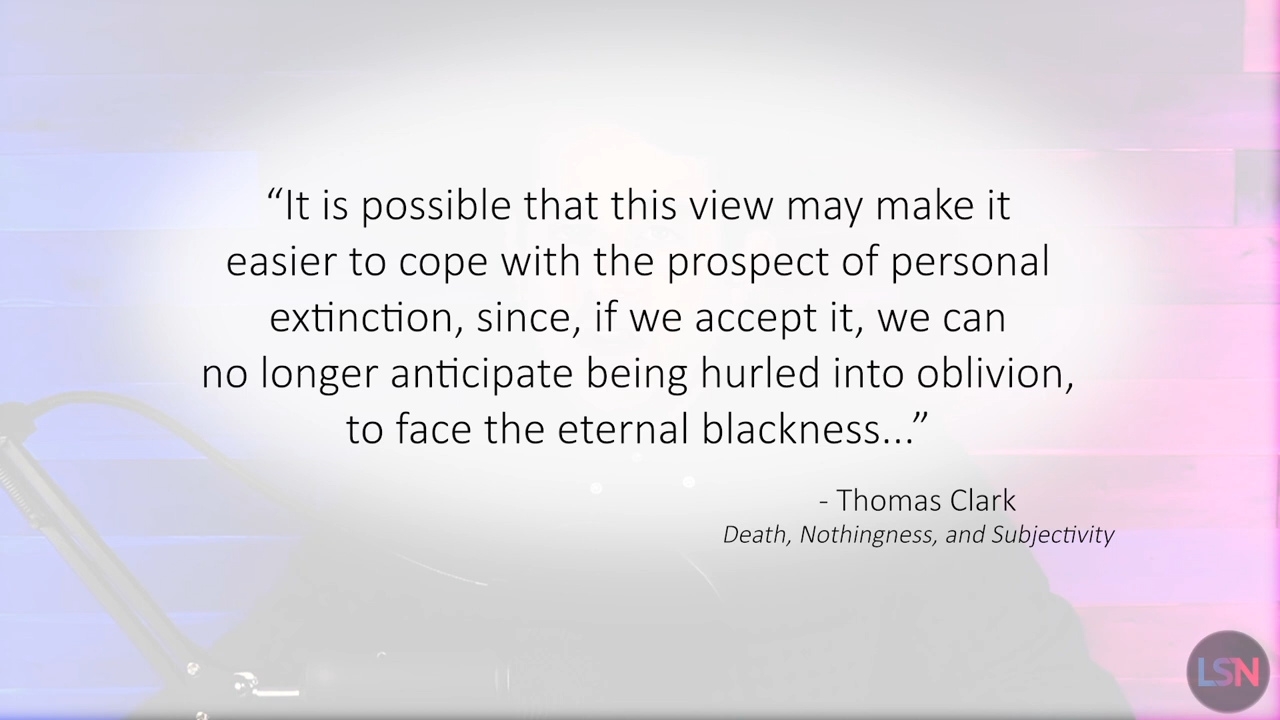 “It is possible that this view may make it
easier to cope with the prospect of personal
extinction, since, if we accept it, we can
no longer anticipate being hurled into oblivion,
to face the eternal blackness...”
- Thomas Clark
Death, Nothingness, and Subjectivity
LSN